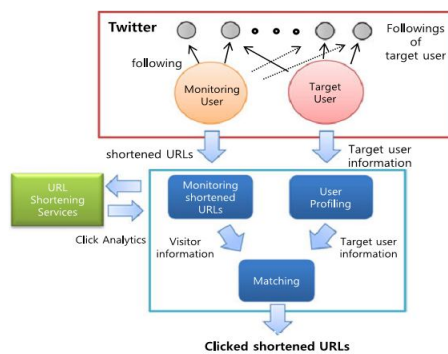 Twitter
Followings
of
target user
following
Monitoring
User
Target
User
shortened URLs
Target user
information
URL
Shortening
Services
Click Analytics
Monitoring
shortened
URLs
User
Profiling
Visitor
information
Target user
information
Matching
Clicked shortened URLs